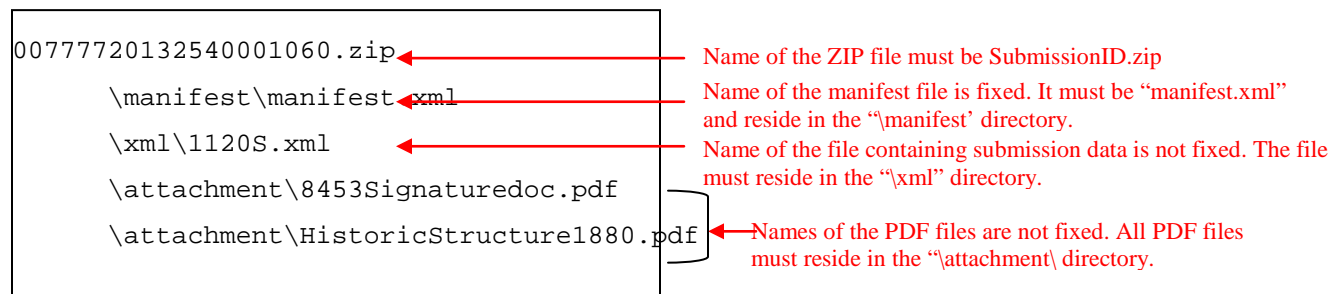 00777720132540001060.zip
Name of the ZIP file must be SubmissionID.zip
\manifest\manifest.xml
Name of the manifest file is fixed. It must be “manifest.xml”
and reside in the “\manifest’ directory.
\xml\1120S.xml
Name of the file containing submission data is not fixed. The file
must reside in the “\xml” directory.
\attachment\8453Signaturedoc.pdf
\attachment\HistoricStructure1880.pdf
Names of the PDF files are not fixed. All PDF files
must reside in the “\attachment\ directory.